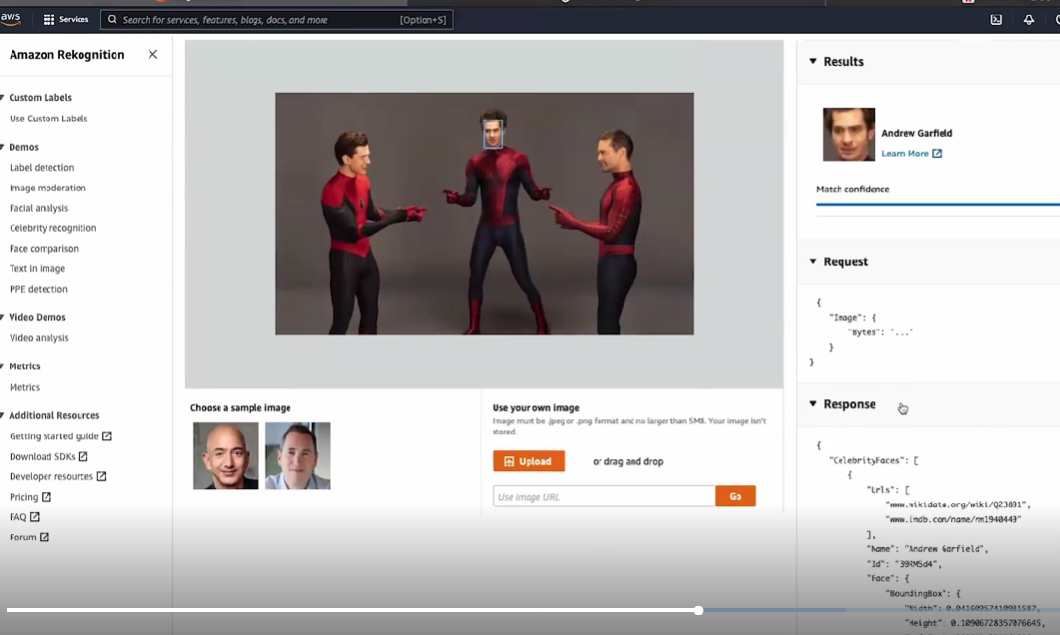 aws
Services
Search for services, features, blogs, docs, and more
[Option+S]
Amazon Rekognition
Custom Labels
Use Custom Labels
Demos
Label detection
Image moderation
Facial analysis
Celebrity recognition
Face comparison
Text in image
PPE detection
Video Demos
Video analysis
Metrics
Metrics
Additional Resources
Getting started guide
Download SDKs
Developer resources
Pricing
FAQ
Forum
Choose a sample image
Use your own image
Image must be .jpeg or .png format and no larger than 5MB. Your image isn't
stored.
Upload
or drag and drop
Use image URL
Go
Results
Andrew Garfield
Learn More
Match confidence
Request
{
"Image": {
"Bytes": "..."
}
}
Response
{
"CelebrityFaces": [
{
"Urls": [
"www.wikidata.org/wiki/Q23891",
"www.imdb.com/name/nm1940449"
],
"Name": "Andrew Garfield",
"Id": "39RM5d4",
"Face": {
"BoundingBox": {
"Width":
"Height":